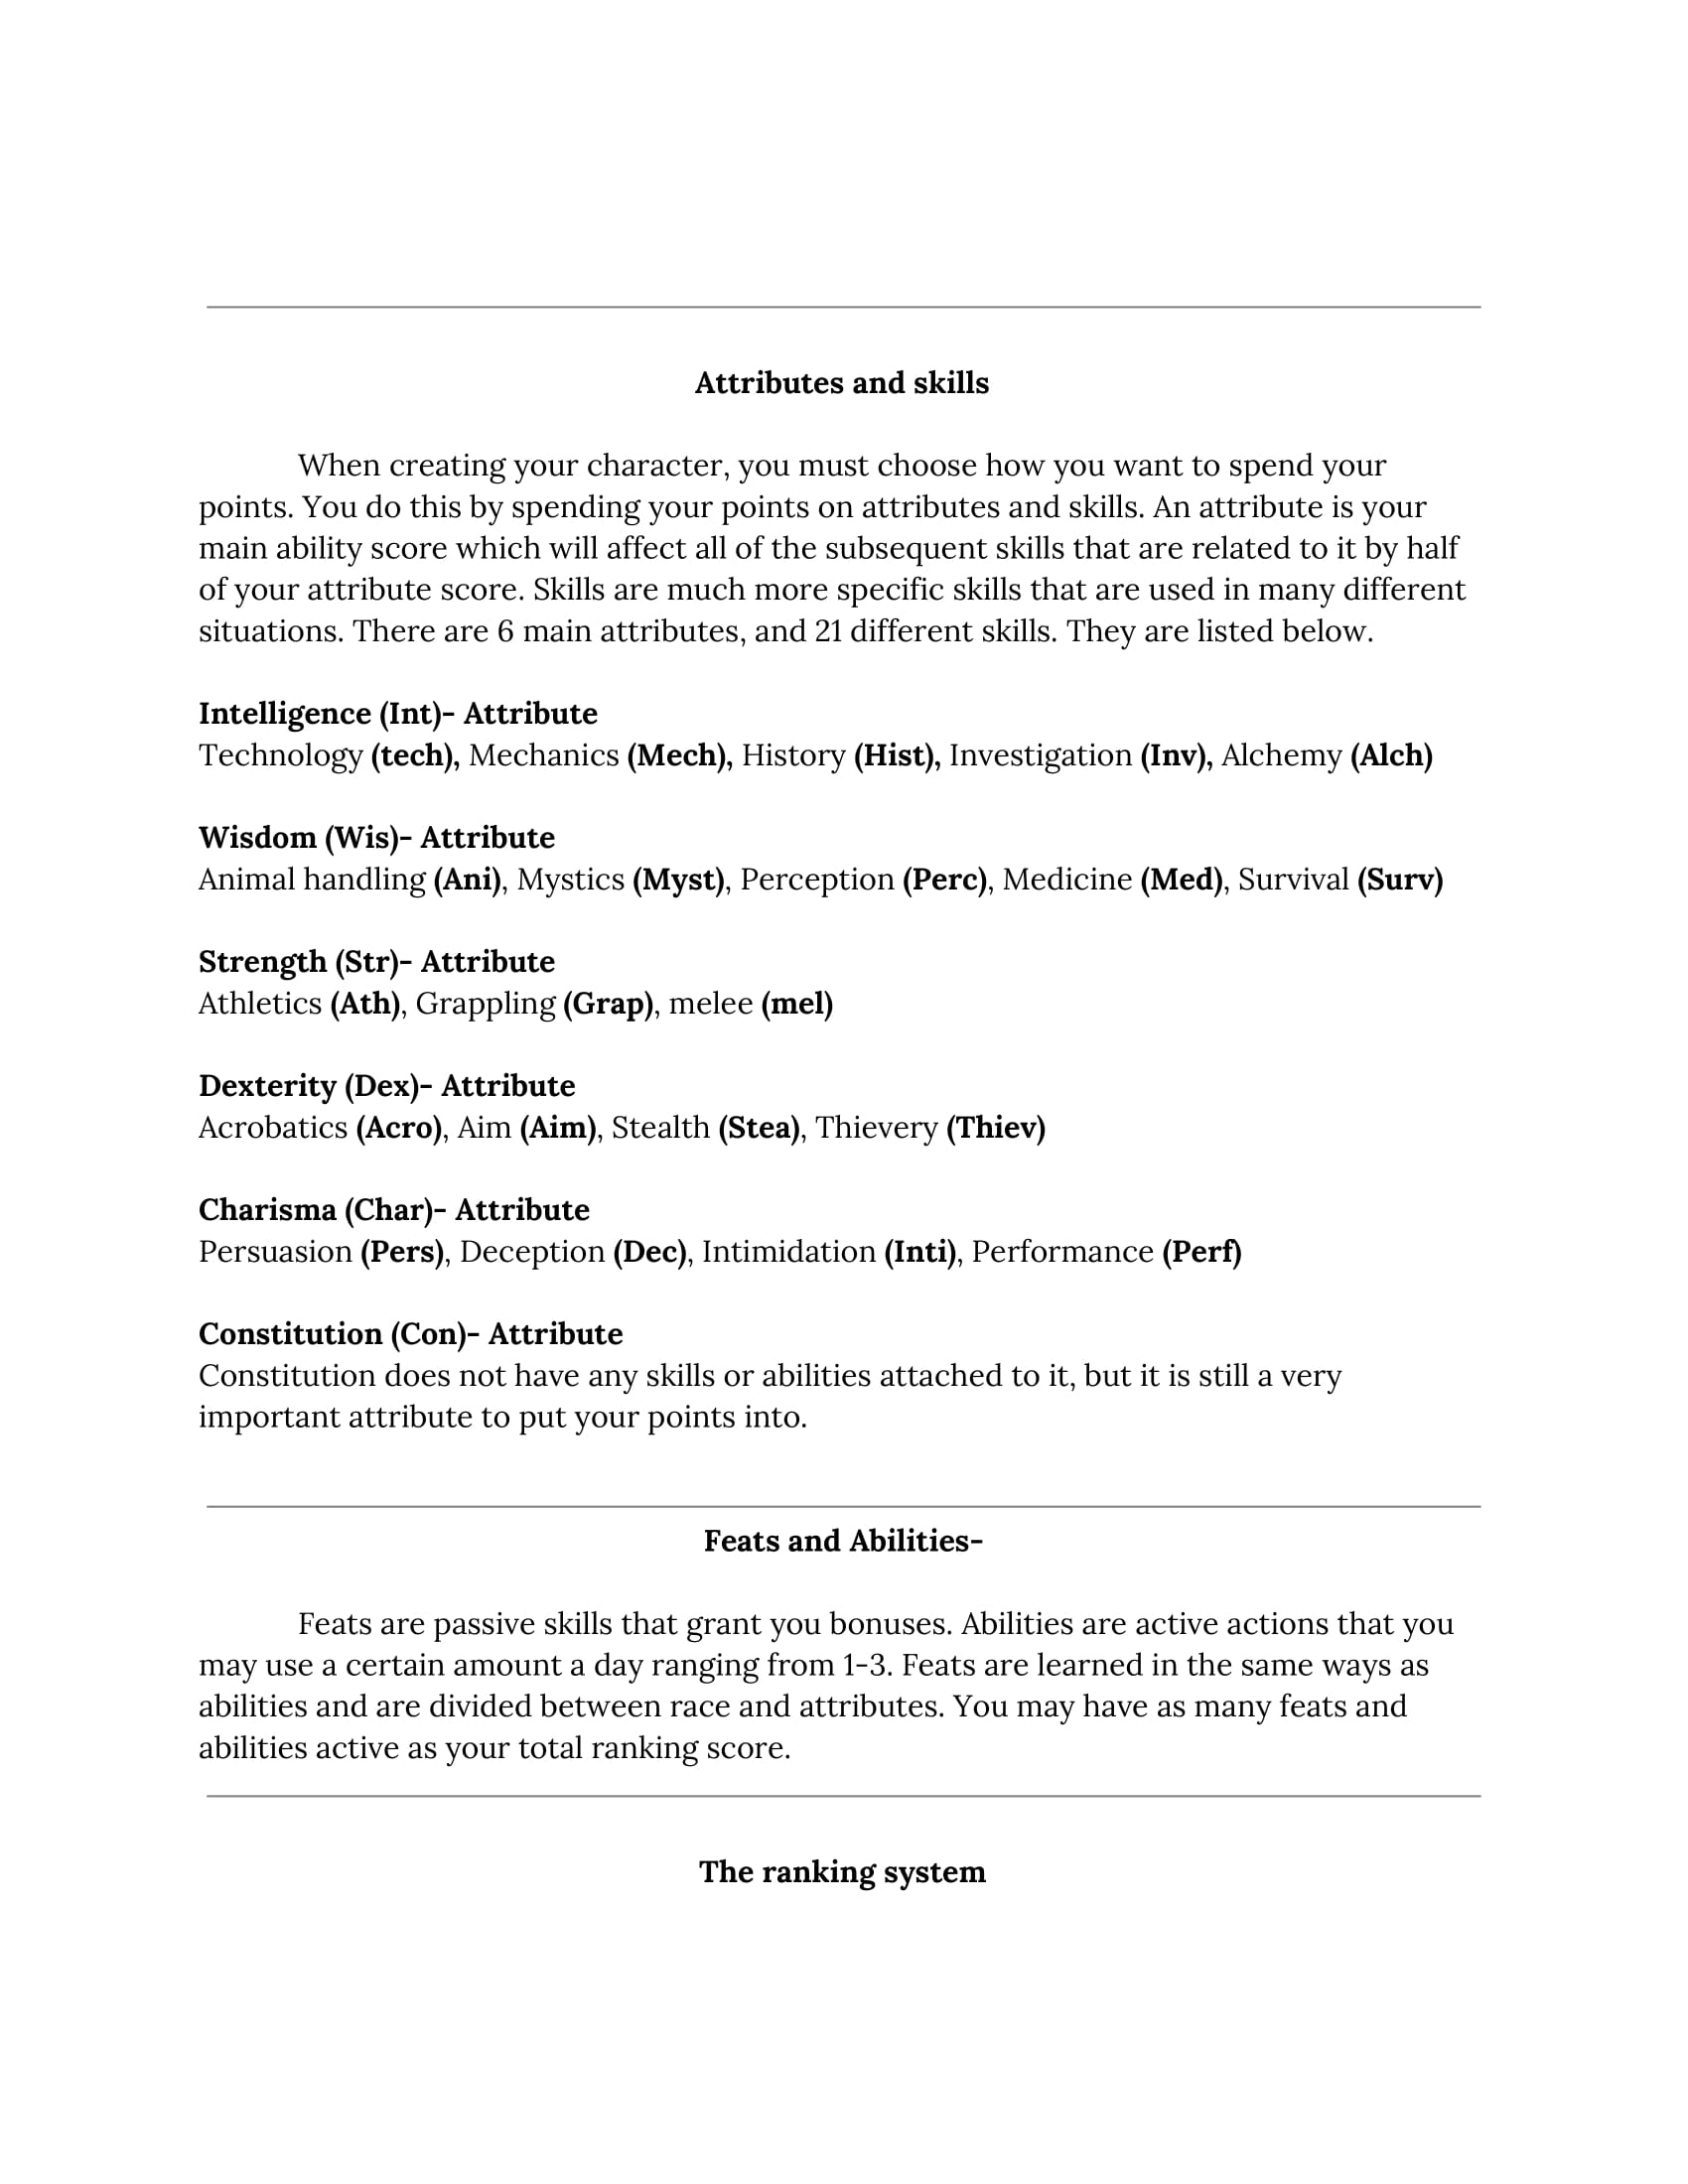 Attributes and skills
When creating your character, you must choose how you want to spend your
points. You do this by spending your points on attributes and skills. An attribute is your
main ability score which will affect all of the subsequent skills that are related to it by half
of your attribute score. Skills are much more specific skills that are used in many different
situations. There are 6 main attributes, and 21 different skills. They are listed below.
Intelligence (Int)- Attribute
Technology (tech), Mechanics (Mech), History (Hist), Investigation (Inv), Alchemy (Alch)
Wisdom (Wis)- Attribute
Animal handling (Ani), Mystics (Myst), Perception (Perc), Medicine (Med), Survival (Surv)
Strength (Str)- Attribute
Athletics (Ath), Grappling (Grap), melee (mel)
Dexterity (Dex)- Attribute
Acrobatics (Acro), Aim (Aim), Stealth (Stea), Thievery (Thiev)
Charisma (Char)- Attribute
Persuasion (Pers), Deception (Dec), Intimidation (Inti), Performance (Perf)
Constitution (Con)- Attribute
Constitution does not have any skills or abilities attached to it, but it is still a very
important attribute to put your points into.
Feats and Abilities-
Feats are passive skills that grant you bonuses. Abilities are active actions that you
may use a certain amount a day ranging from 1-3. Feats are learned in the same ways as
abilities and are divided between race and attributes. You may have as many feats and
abilities active as your total ranking score.
The ranking system